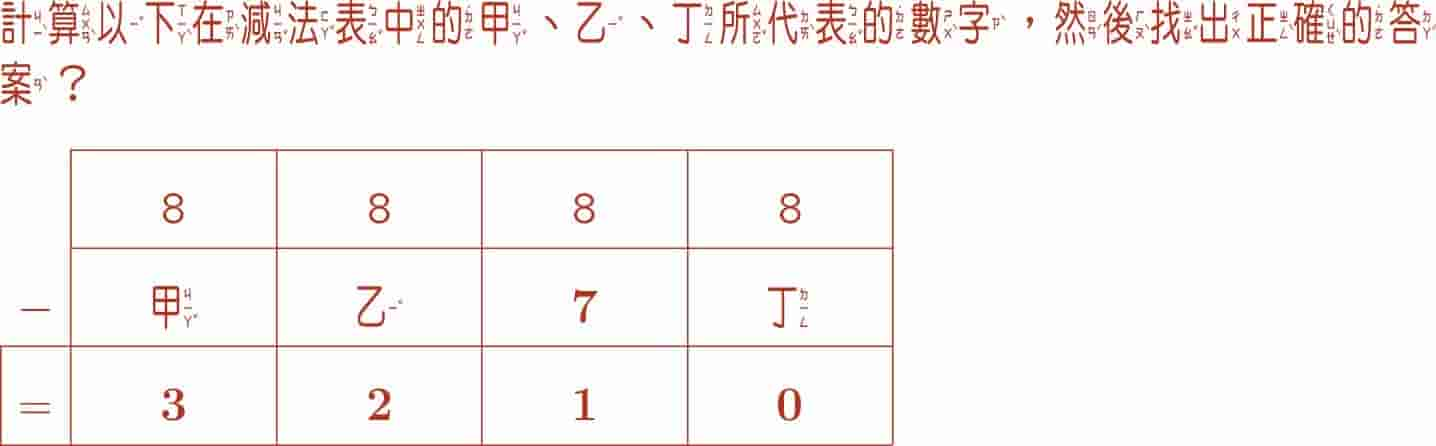 計算以下在減法表中的甲、乙、丁所代表的數字，然後找出正確的答
案？
8 8 8 8
− 甲 乙 7 丁
= 3 2 1 0